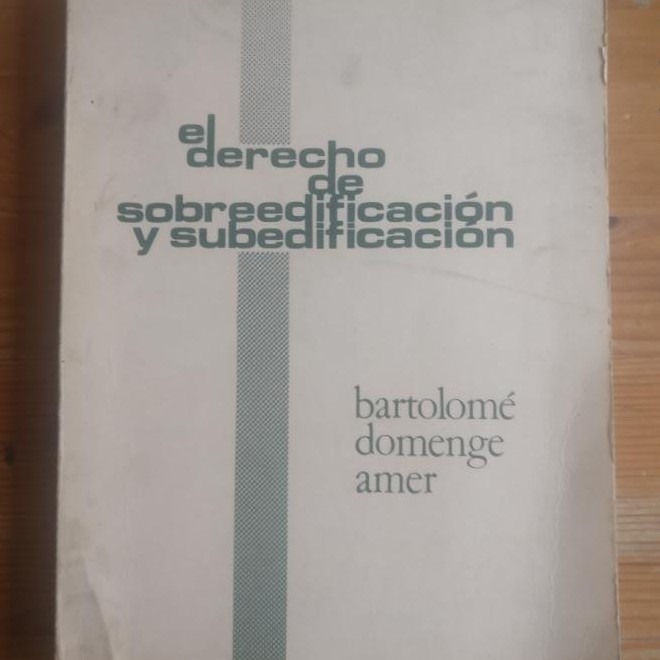 el
derecho
de
sobreedificación
y subedificación
bartolomé
domenge
amer